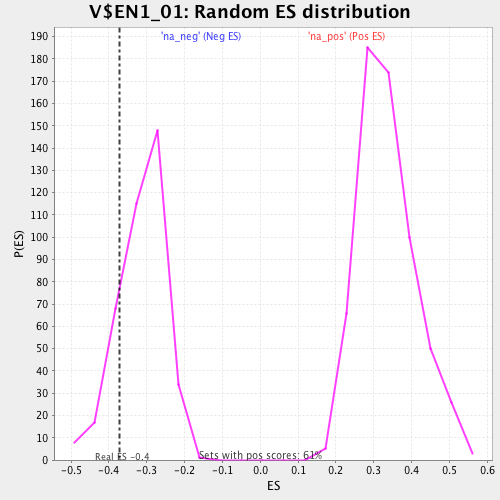 V$EN1_01: Random ES distribution
'na_neg' (Neg ES) 'na_pos' (Pos ES)
190
180
170
160
150
140
130
120
110
100
90
80
70
60
50
40
30
20
10
0
P(ES)
Real ES -0.4
Sets with pos scores: 61%
-0.5 -0.4 -0.3 -0.2 -0.1 0.0 0.1 0.2 0.3 0.4 0.5 0.6
ES